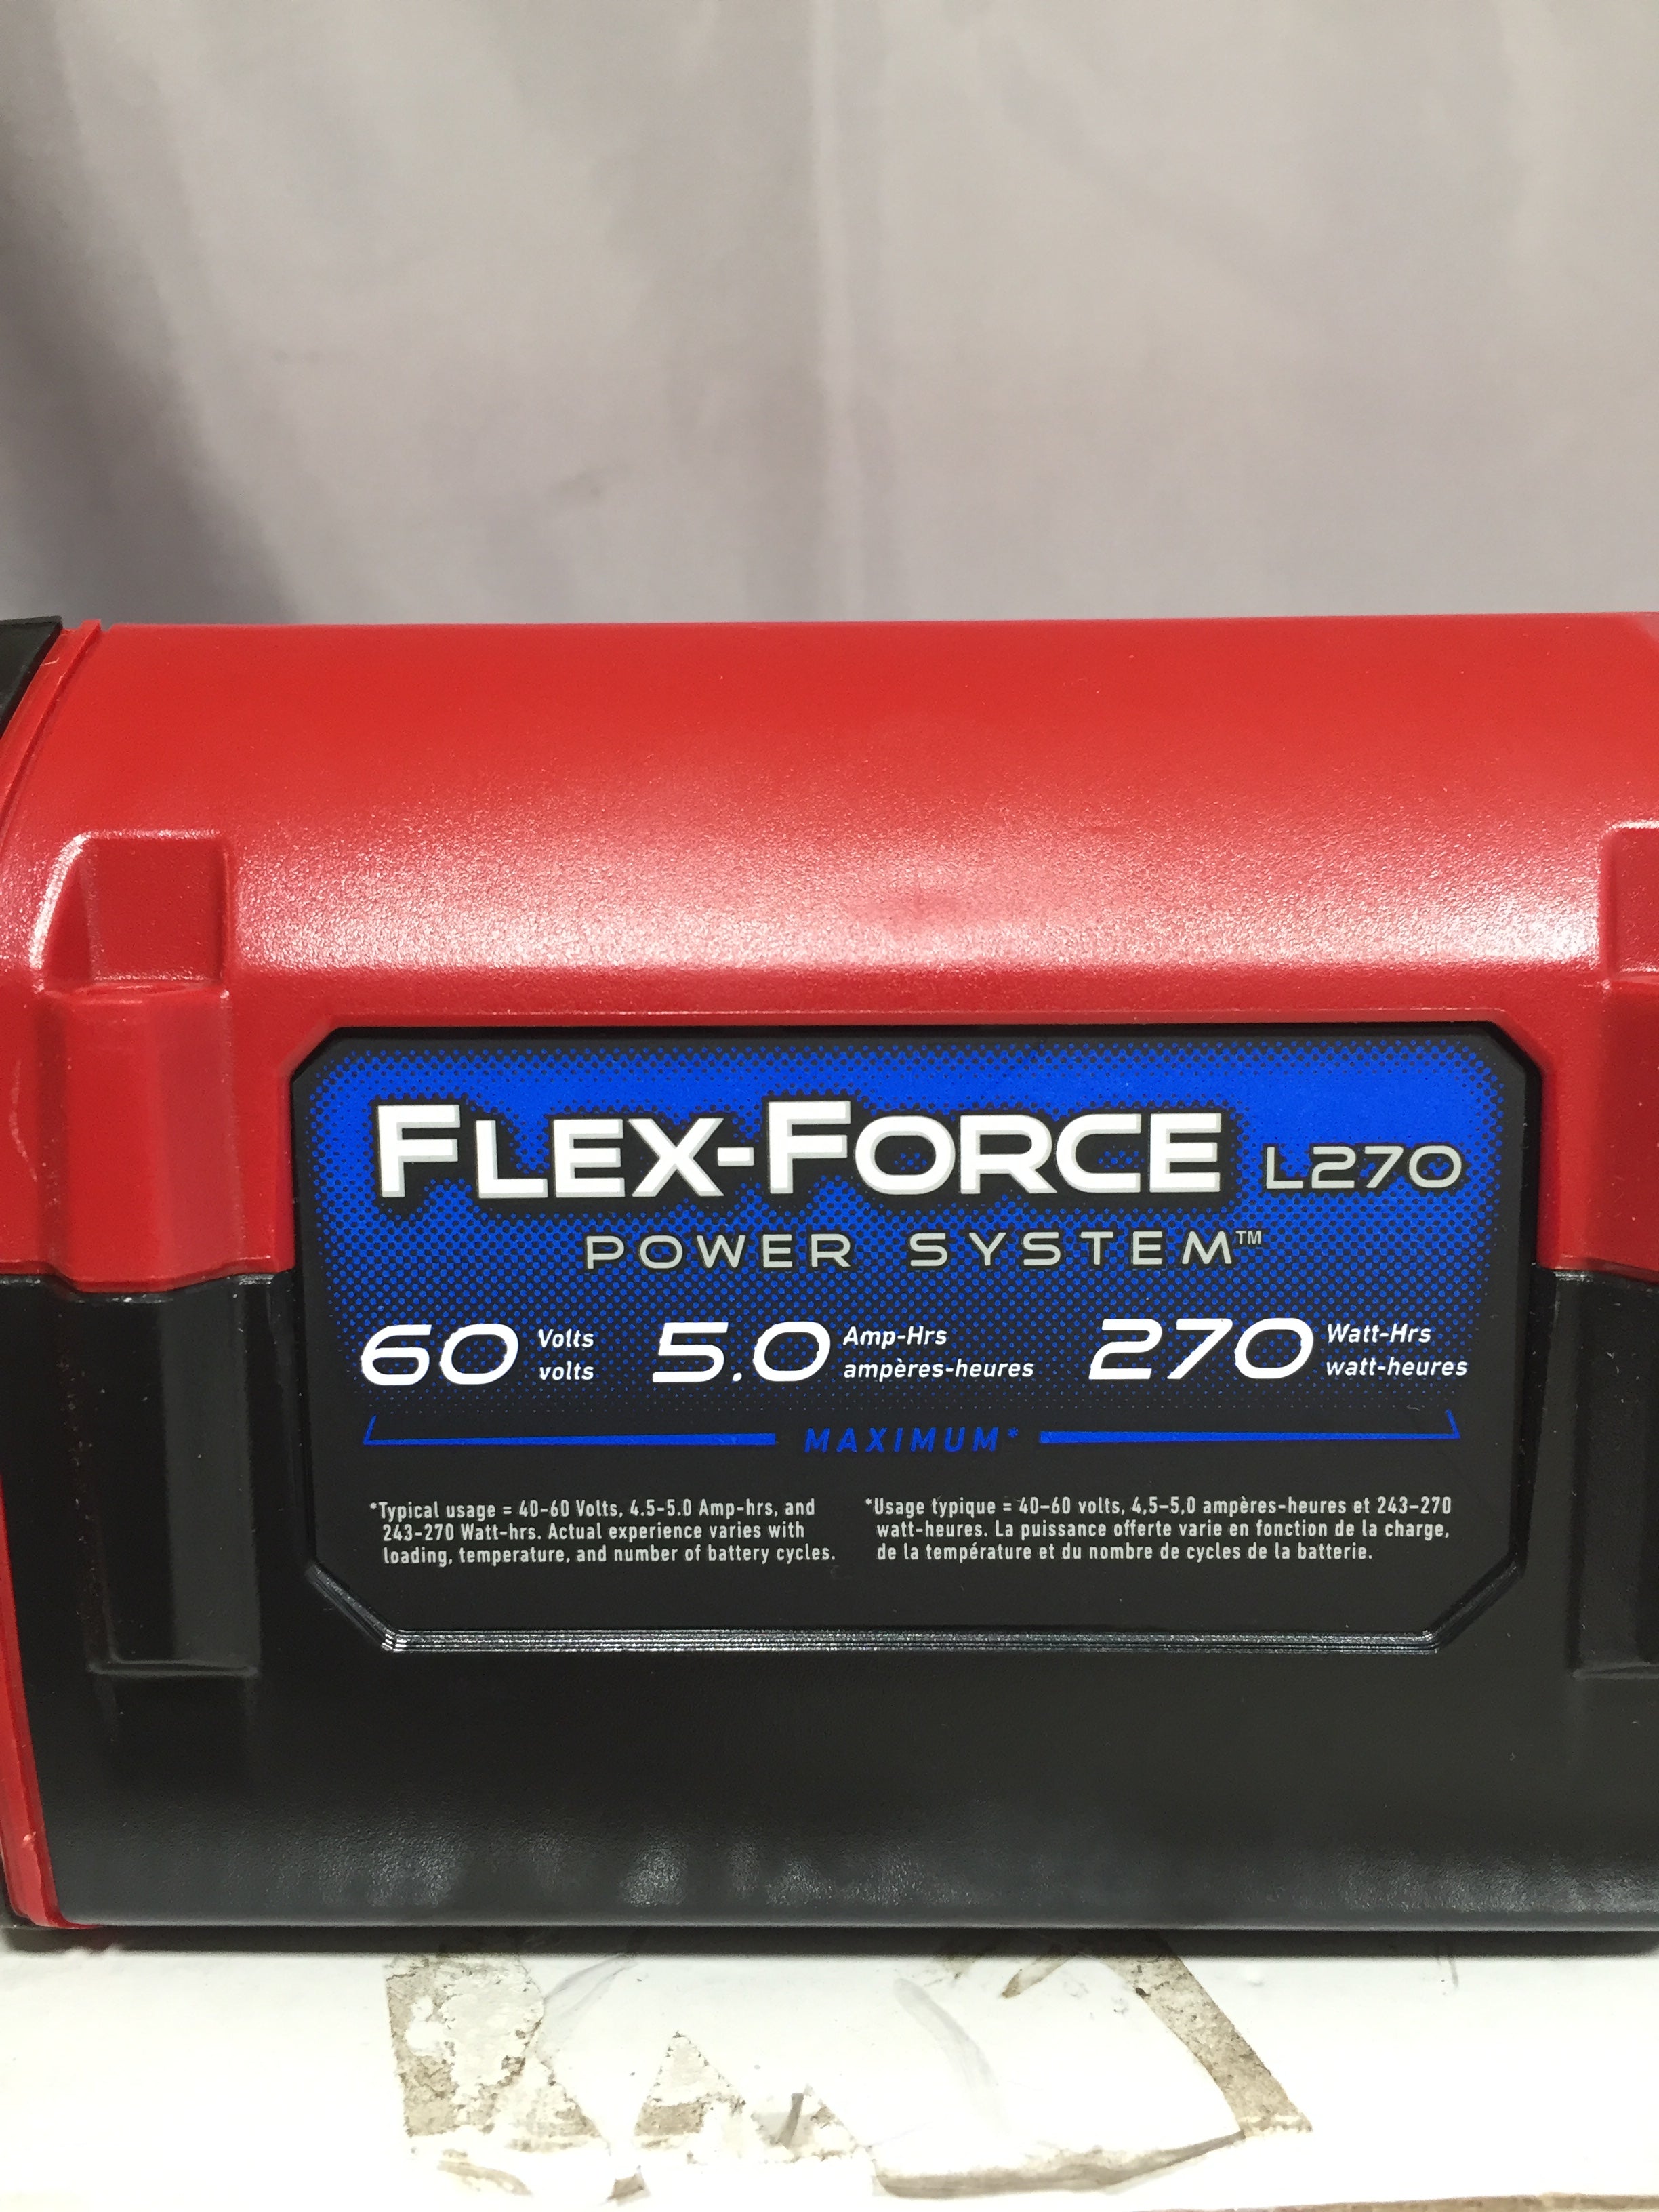 FLEX-FORCE L270
POWER SYSTEM™
60 Volts volts 5.0 Amp-Hrs ampères-heures 270 Watt-Hrs watt-heures
MAXIMUM*
*Typical usage = 40-60 Volts, 4.5-5.0 Amp-hrs, and
243-270 Watt-hrs. Actual experience varies with
loading, temperature, and number of battery cycles.
*Usage typique = 40-60 volts, 4,5-5,0 ampères-heures et 243-270
watt-heures. La puissance offerte varie en fonction de la charge,
de la température et du nombre de cycles de la batterie.